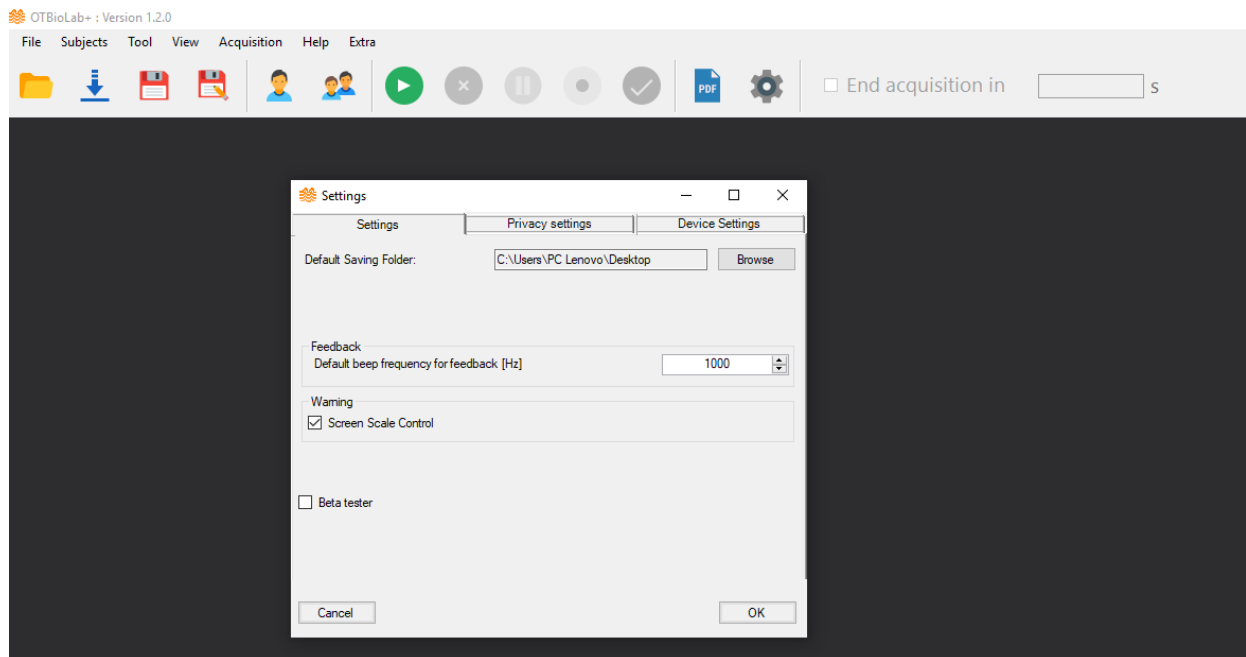 OTBioLab+ : Version 1.2.0
File Subjects Tool View Acquisition Help Extra
PDF
End acquisition in s
Settings
Settings Privacy settings Device Settings
Default Saving Folder: C:\Users\PC Lenovo\Desktop Browse
Feedback
Default beep frequency for feedback [Hz] 1000
Warning
Screen Scale Control
Beta tester
Cancel OK